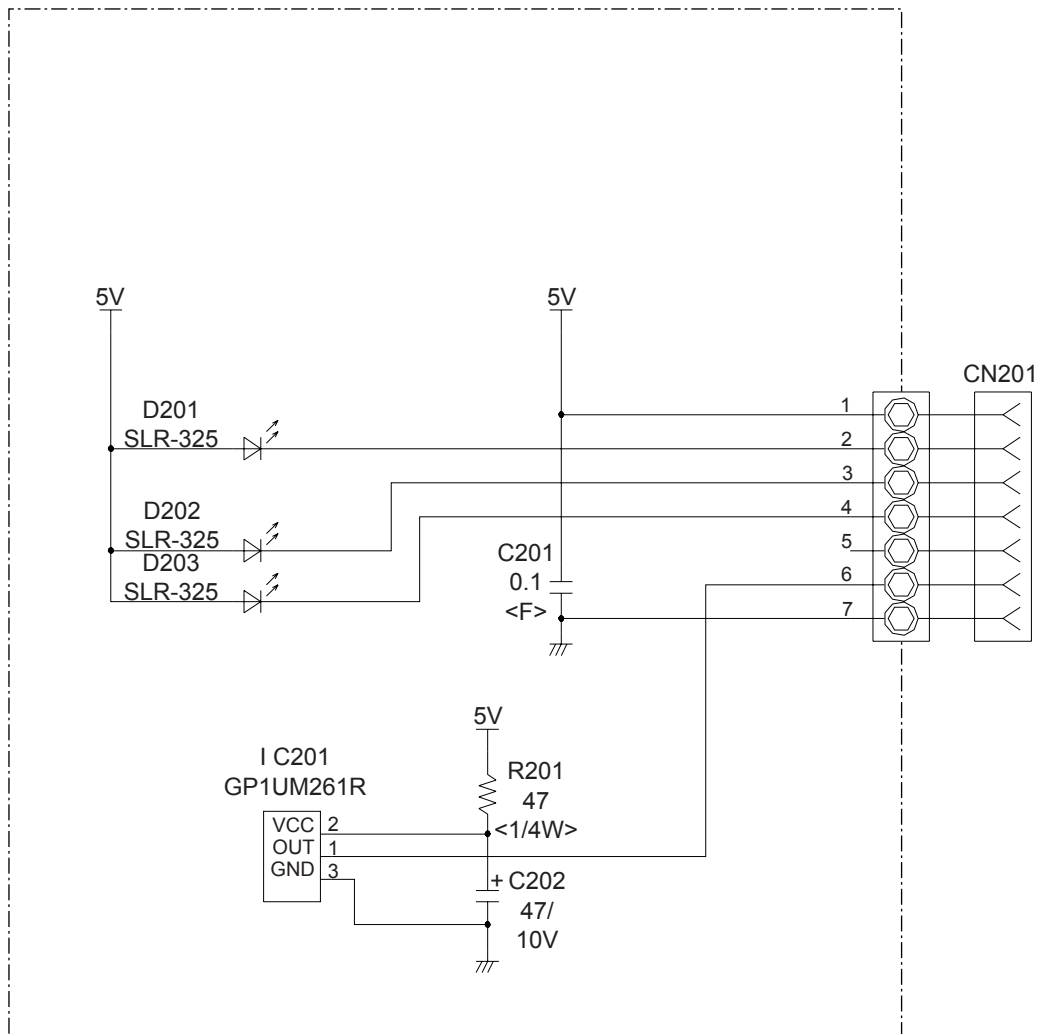 5V
5V
CN201
D201
SLR-325
1
2
3
D202
SLR-325
4
D203
SLR-325
C201
0.1
<F>
5
6
7
5V
I C201
GP1UM261R
R201
47
<1/4W>
VCC 2
OUT 1
GND 3
+ C202
47/
10V